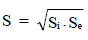 S = √Si . Se